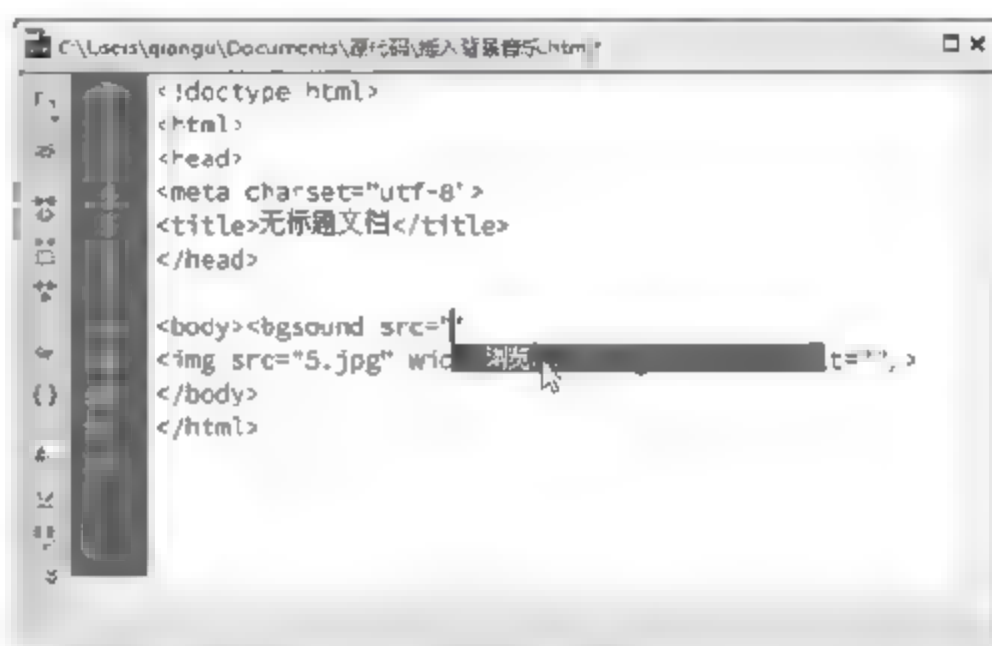 C:\Users\qiangu\Documents\源代码\插入背景音乐.html*
<!doctype html>
<html>
<head>
<meta charset="utf-8">
<title>无标题文档</title>
</head>
<body><bgsound src="
<img src="5.jpg" wid 浏览... t="" >
</body>
</html>